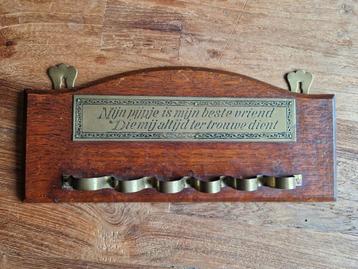 Mijn pijpje is mijn beste vriend
Die mij altijd ter trouwe dient